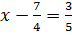 x − 7/4 = 3/5